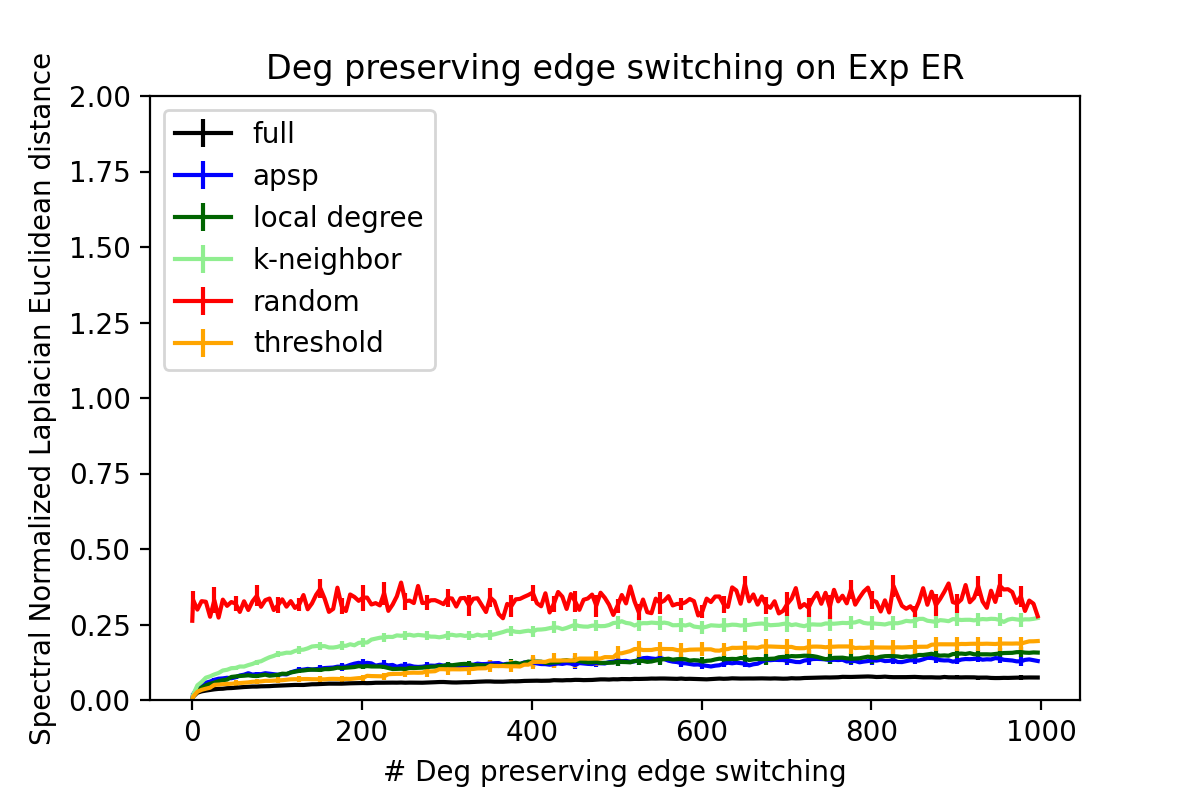 Deg preserving edge switching on Exp ER
Spectral Normalized Laplacian Euclidean distance
2.00
1.75
1.50
1.25
1.00
0.75
0.50
0.25
0.00
full
apsp
local degree
k-neighbor
random
threshold
0 200 400 600 800 1000
# Deg preserving edge switching